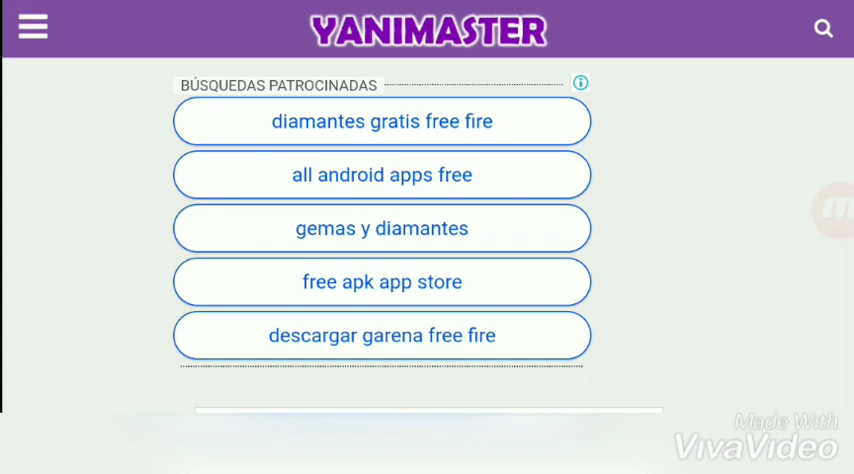 YANIMASTER
BÚSQUEDAS PATROCINADAS
diamantes gratis free fire
all android apps free
gemas y diamantes
free apk app store
descargar garena free fire
Made With
VivaVideo